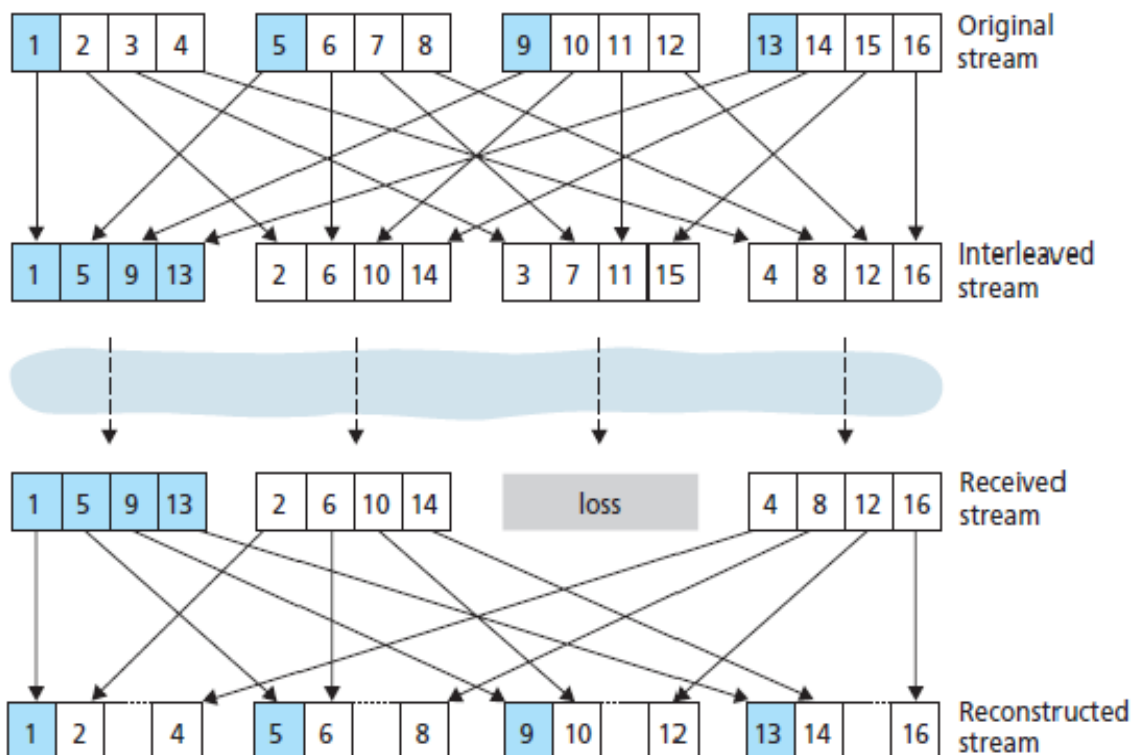 1 2 3 4 5 6 7 8 9 10 11 12 13 14 15 16 Original
stream
1 5 9 13 2 6 10 14 3 7 11 15 4 8 12 16 Interleaved
stream
1 5 9 13 2 6 10 14 loss 4 8 12 16 Received
stream
1 2 4 5 6 8 9 10 12 13 14 16 Reconstructed
stream